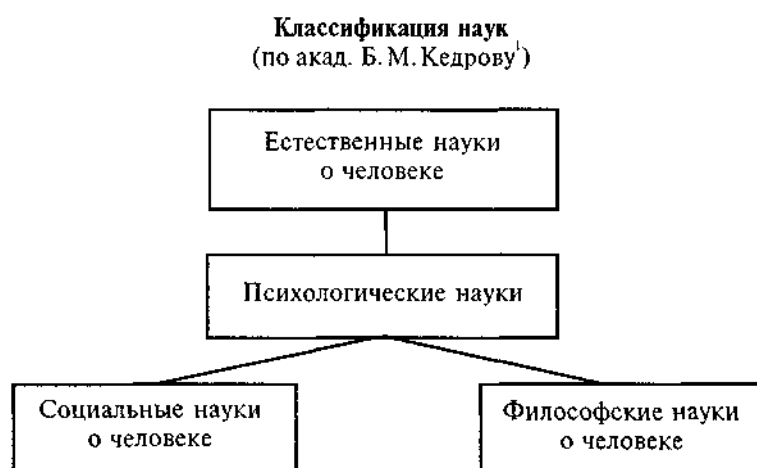 Классификация наук
(по акад. Б. М. Кедрову¹)
Естественные науки
о человеке
Психологические науки
Социальные науки
о человеке
Философские науки
о человеке